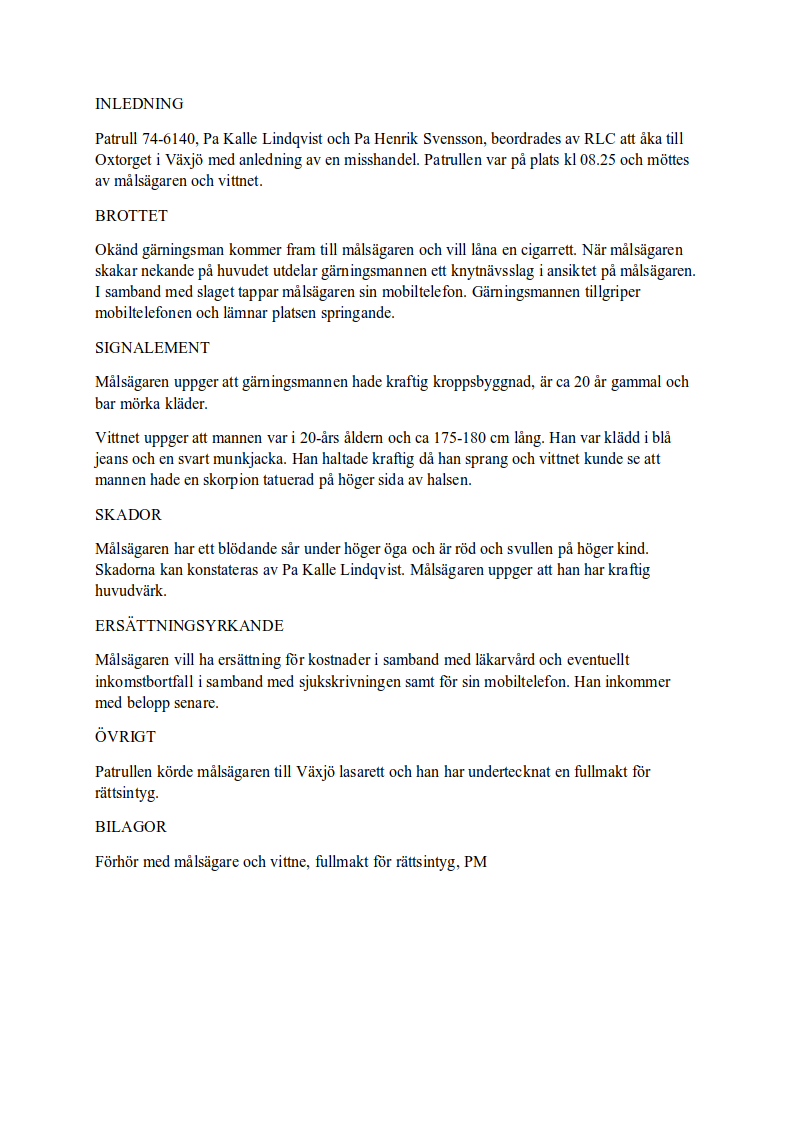 INLEDNING
Patrull 74-6140, Pa Kalle Lindqvist och Pa Henrik Svensson, beordrades av RLC att åka till
Oxtorget i Växjö med anledning av en misshandel. Patrullen var på plats kl 08.25 och möttes
av målsägaren och vittnet.
BROTTET
Okänd gärningsman kommer fram till målsägaren och vill låna en cigarrett. När målsägaren
skakar nekande på huvudet utdelar gärningsmannen ett knytnävsslag i ansiktet på målsägaren.
I samband med slaget tappar målsägaren sin mobiltelefon. Gärningsmannen tillgriper
mobiltelefonen och lämnar platsen springande.
SIGNALEMENT
Målsägaren uppger att gärningsmannen hade kraftig kroppsbyggnad, är ca 20 år gammal och
bar mörka kläder.
Vittnet uppger att mannen var i 20-års åldern och ca 175-180 cm lång. Han var klädd i blå
jeans och en svart munkjacka. Han haltade kraftig då han sprang och vittnet kunde se att
mannen hade en skorpion tatuerad på höger sida av halsen.
SKADOR
Målsägaren har ett blödande sår under höger öga och är röd och svullen på höger kind.
Skadorna kan konstateras av Pa Kalle Lindqvist. Målsägaren uppger att han har kraftig
huvudvärk.
ERSÄTTNINGSYRKANDE
Målsägaren vill ha ersättning för kostnader i samband med läkarvård och eventuellt
inkomstbortfall i samband med sjukskrivningen samt för sin mobiltelefon. Han inkommer
med belopp senare.
ÖVRIGT
Patrullen körde målsägaren till Växjö lasarett och han har undertecknat en fullmakt för
rättsintyg.
BILAGOR
Förhör med målsägare och vittne, fullmakt för rättsintyg, PM